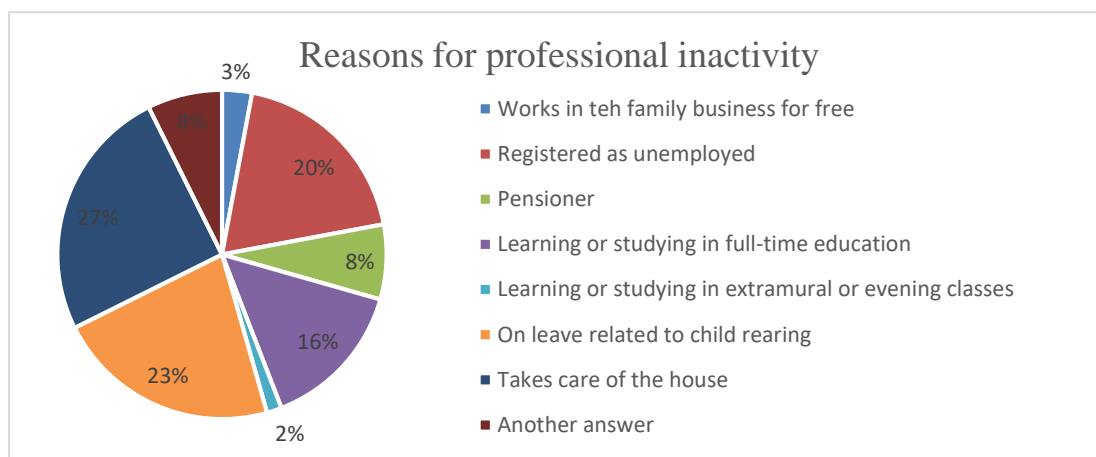 Reasons for professional inactivity
3%
20%
8%
16%
2%
23%
27%
8%
Works in teh family business for free
Registered as unemployed
Pensioner
Learning or studying in full-time education
Learning or studying in extramural or evening classes
On leave related to child rearing
Takes care of the house
Another answer